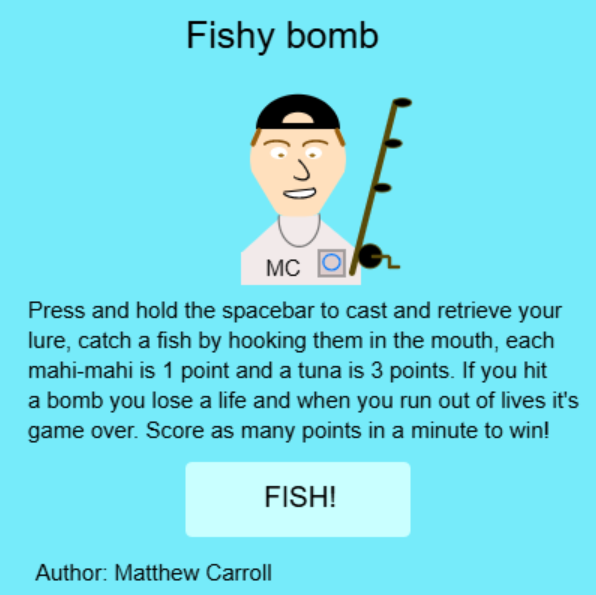 Fishy bomb
MC
Press and hold the spacebar to cast and retrieve your
lure, catch a fish by hooking them in the mouth, each
mahi-mahi is 1 point and a tuna is 3 points. If you hit
a bomb you lose a life and when you run out of lives it's
game over. Score as many points in a minute to win!
FISH!
Author: Matthew Carroll